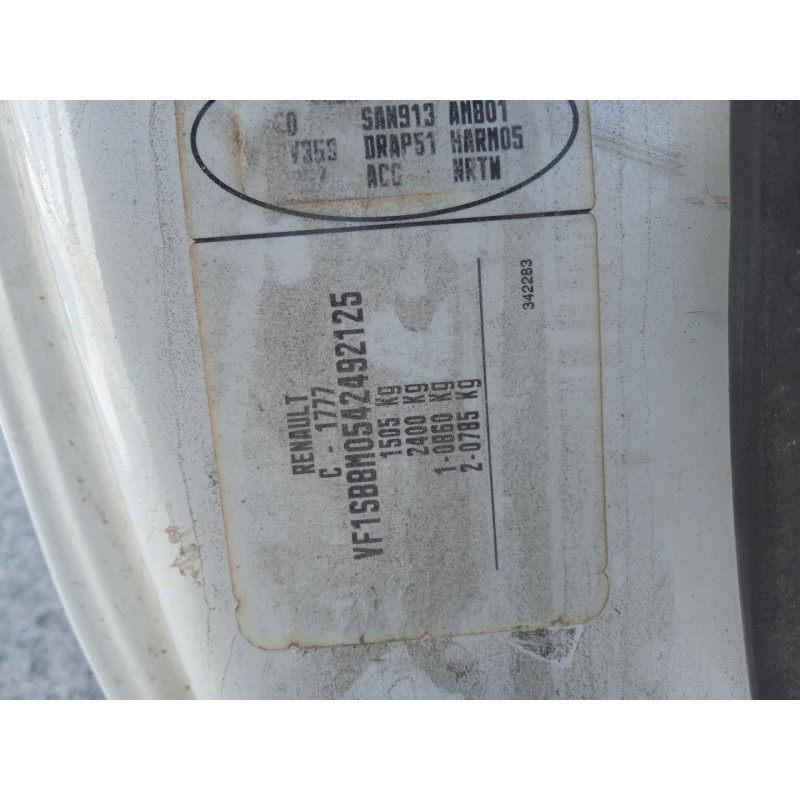 SAN913 AMB01
DRAP51 HARM05
ACC NRTW
RENAULT
C - 1777
VF1SBBM0542492125
1505 Kg
2400 Kg
1-0860 Kg
2-0785 Kg
342283